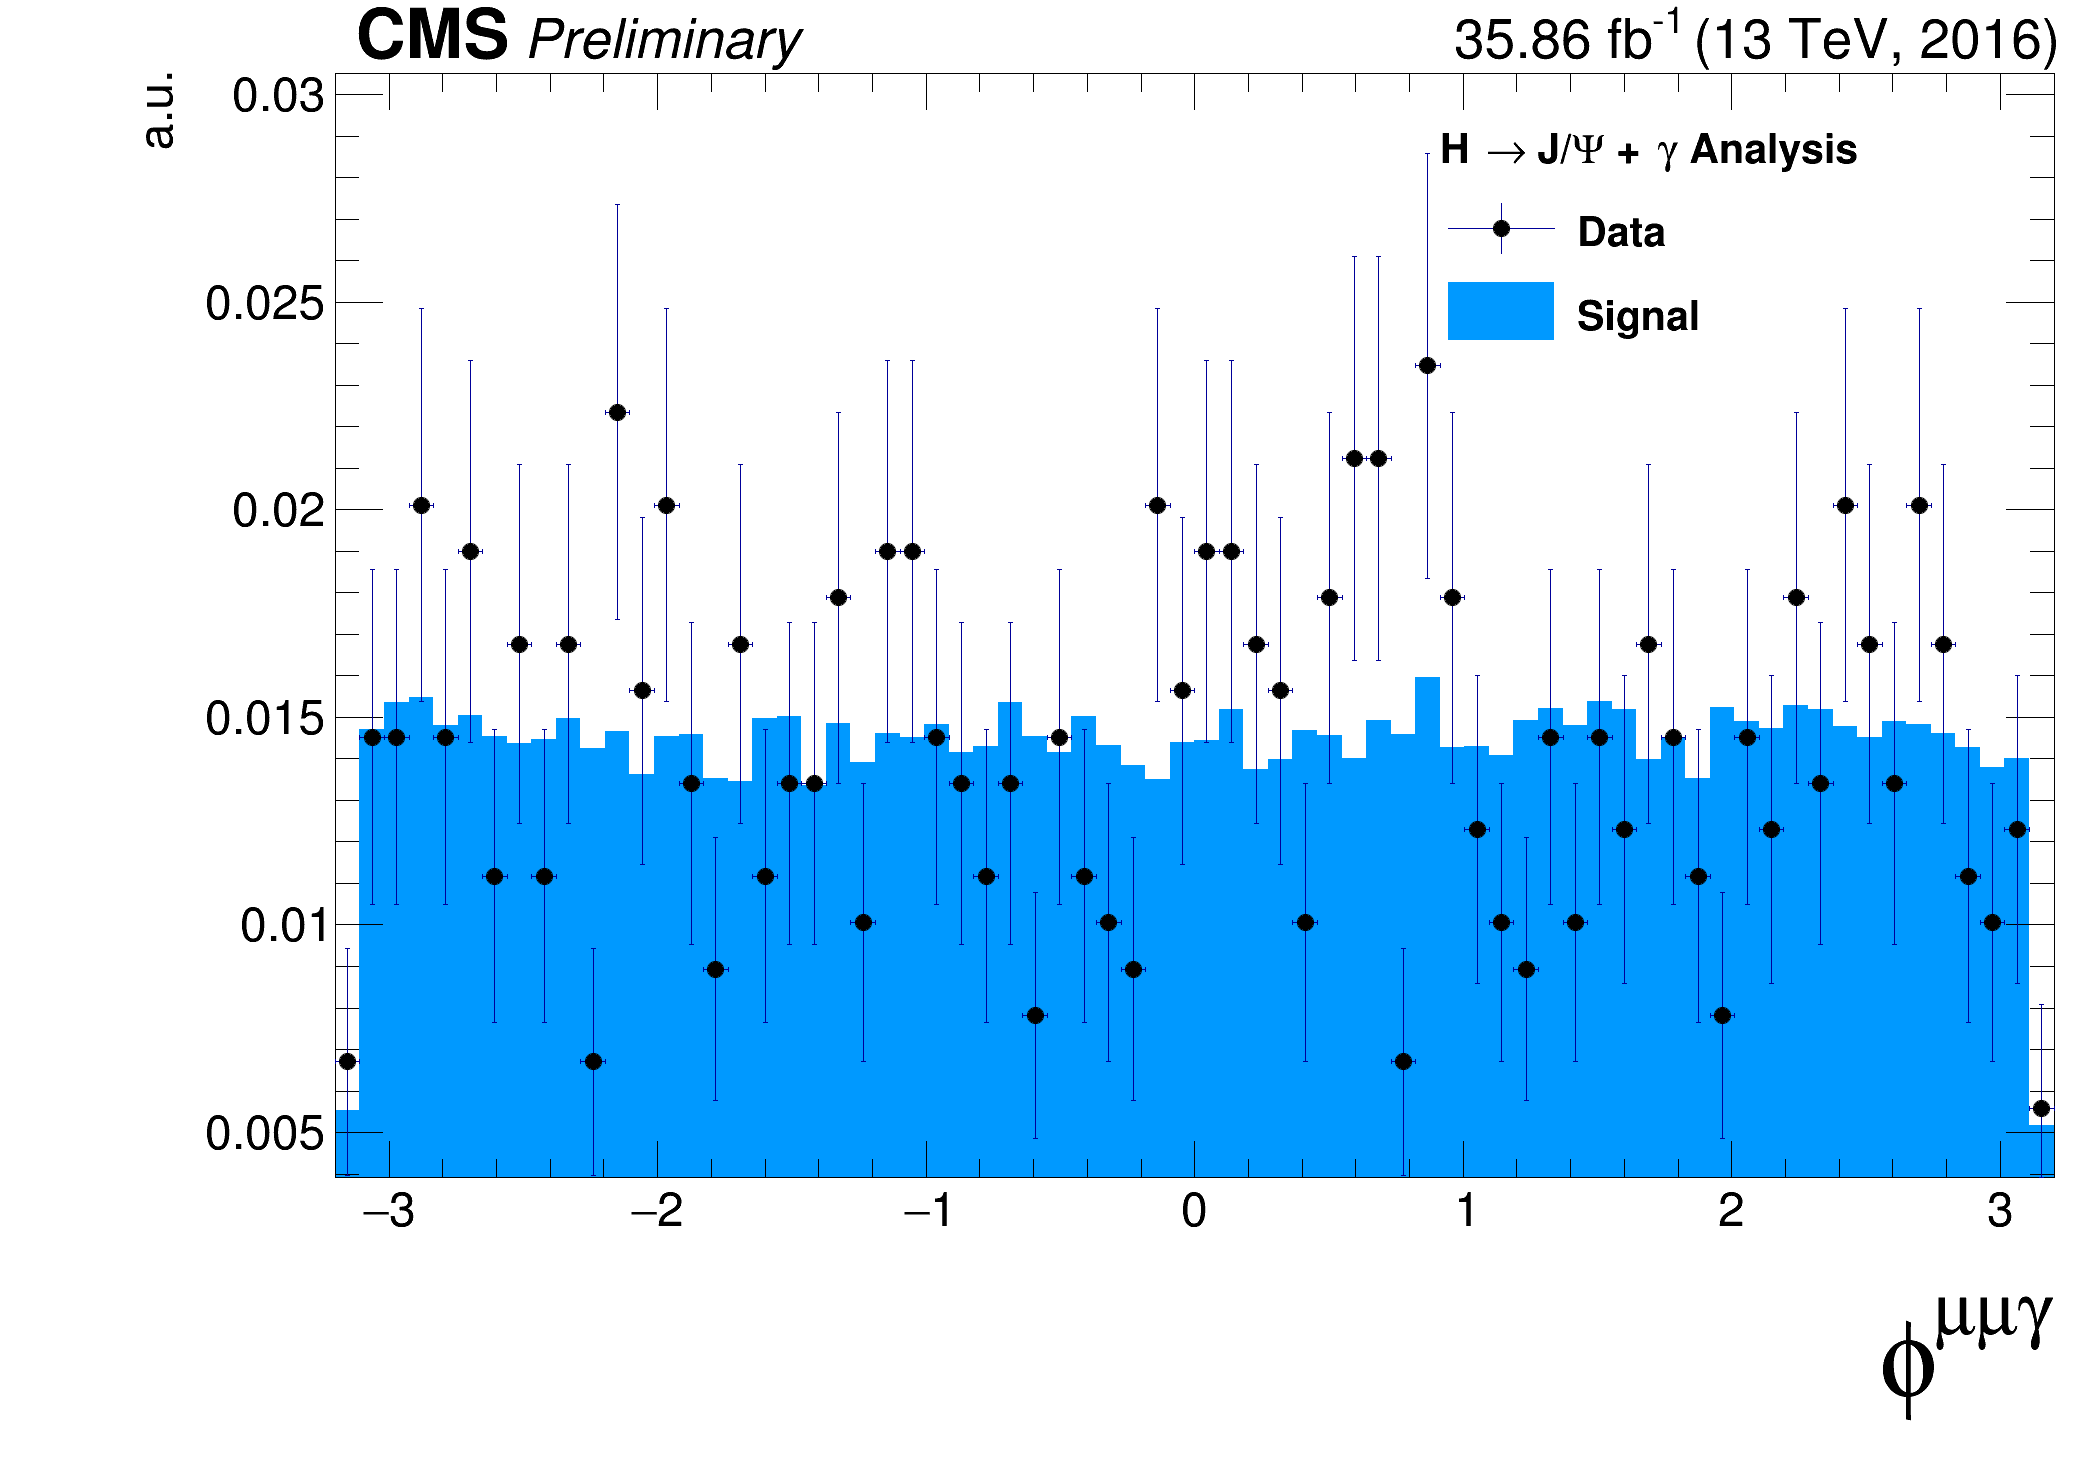 CMS Preliminary
35.86 fb⁻¹ (13 TeV, 2016)
a.u.
0.03
0.025
0.02
0.015
0.01
0.005
H → J/Ψ + γ Analysis
Data
Signal
−3 −2 −1 0 1 2 3
ϕ^μμγ